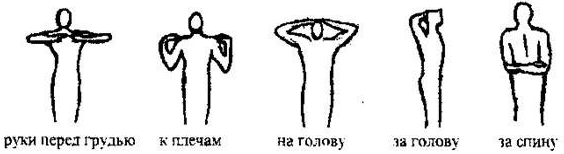 руки перед грудью к плечам на голову за голову за спину